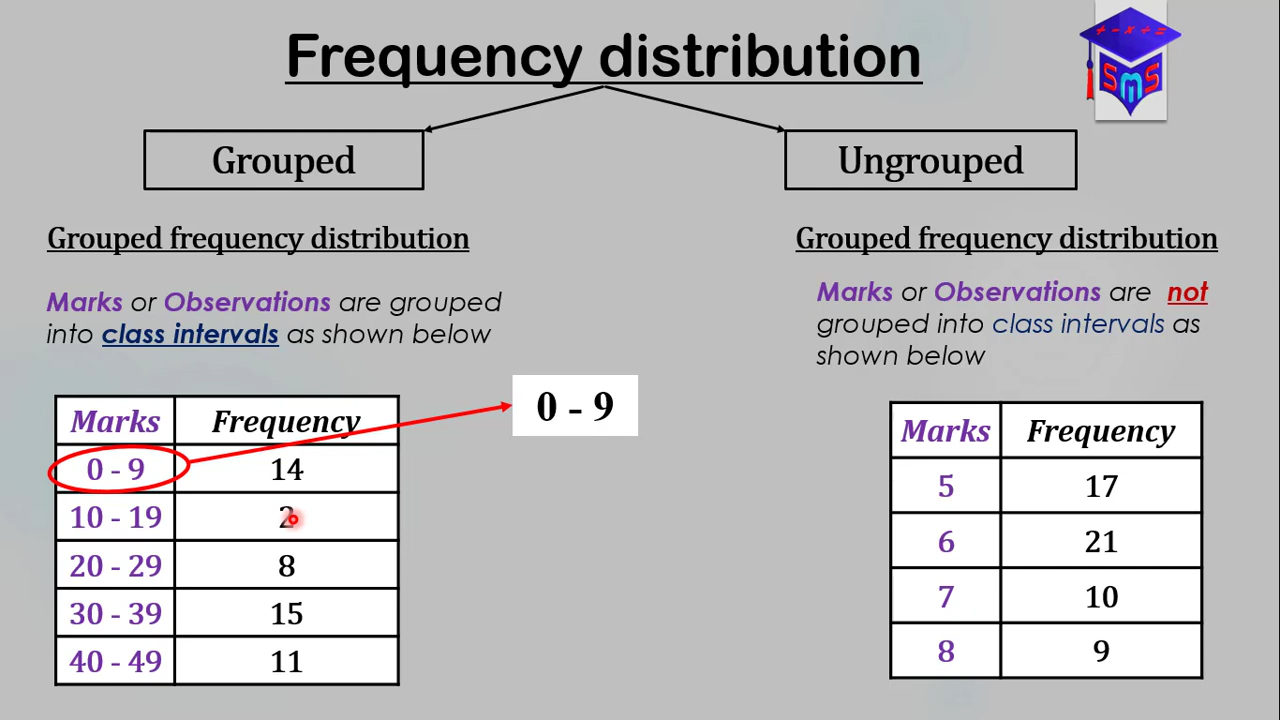 Frequency distribution
+ - × ÷ =
SMS
Grouped
Ungrouped
Grouped frequency distribution
Marks or Observations are grouped
into class intervals as shown below
Marks Frequency
0 - 9 14
10 - 19 2
20 - 29 8
30 - 39 15
40 - 49 11
0 - 9
Grouped frequency distribution
Marks or Observations are not
grouped into class intervals as
shown below
Marks Frequency
5 17
6 21
7 10
8 9